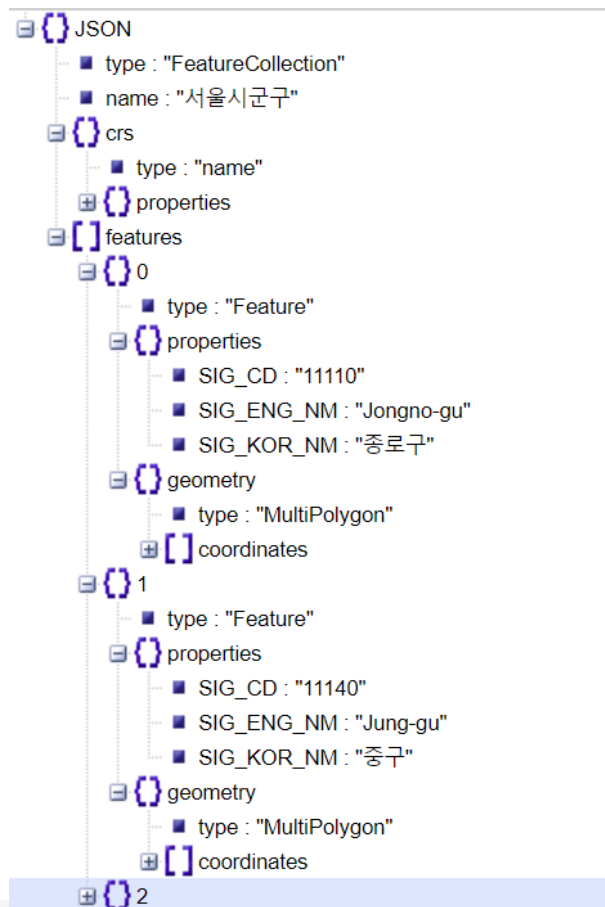 JSON
type : "FeatureCollection"
name : "서울시군구"
crs
type : "name"
properties
features
0
type : "Feature"
properties
SIG_CD : "11110"
SIG_ENG_NM : "Jongno-gu"
SIG_KOR_NM : "종로구"
geometry
type : "MultiPolygon"
coordinates
1
type : "Feature"
properties
SIG_CD : "11140"
SIG_ENG_NM : "Jung-gu"
SIG_KOR_NM : "중구"
geometry
type : "MultiPolygon"
coordinates
2